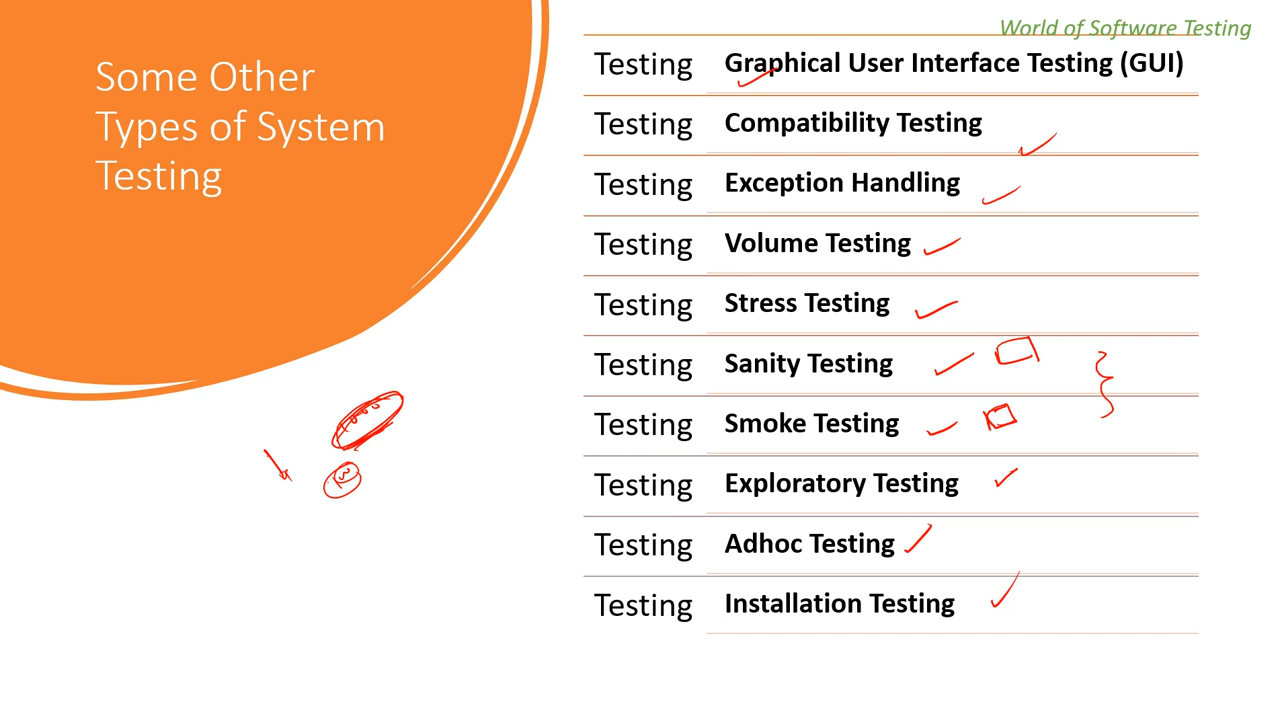 World of Software Testing
Some Other
Types of System
Testing
Testing Graphical User Interface Testing (GUI)
Testing Compatibility Testing
Testing Exception Handling
Testing Volume Testing
Testing Stress Testing
Testing Sanity Testing
Testing Smoke Testing
Testing Exploratory Testing
Testing Adhoc Testing
Testing Installation Testing